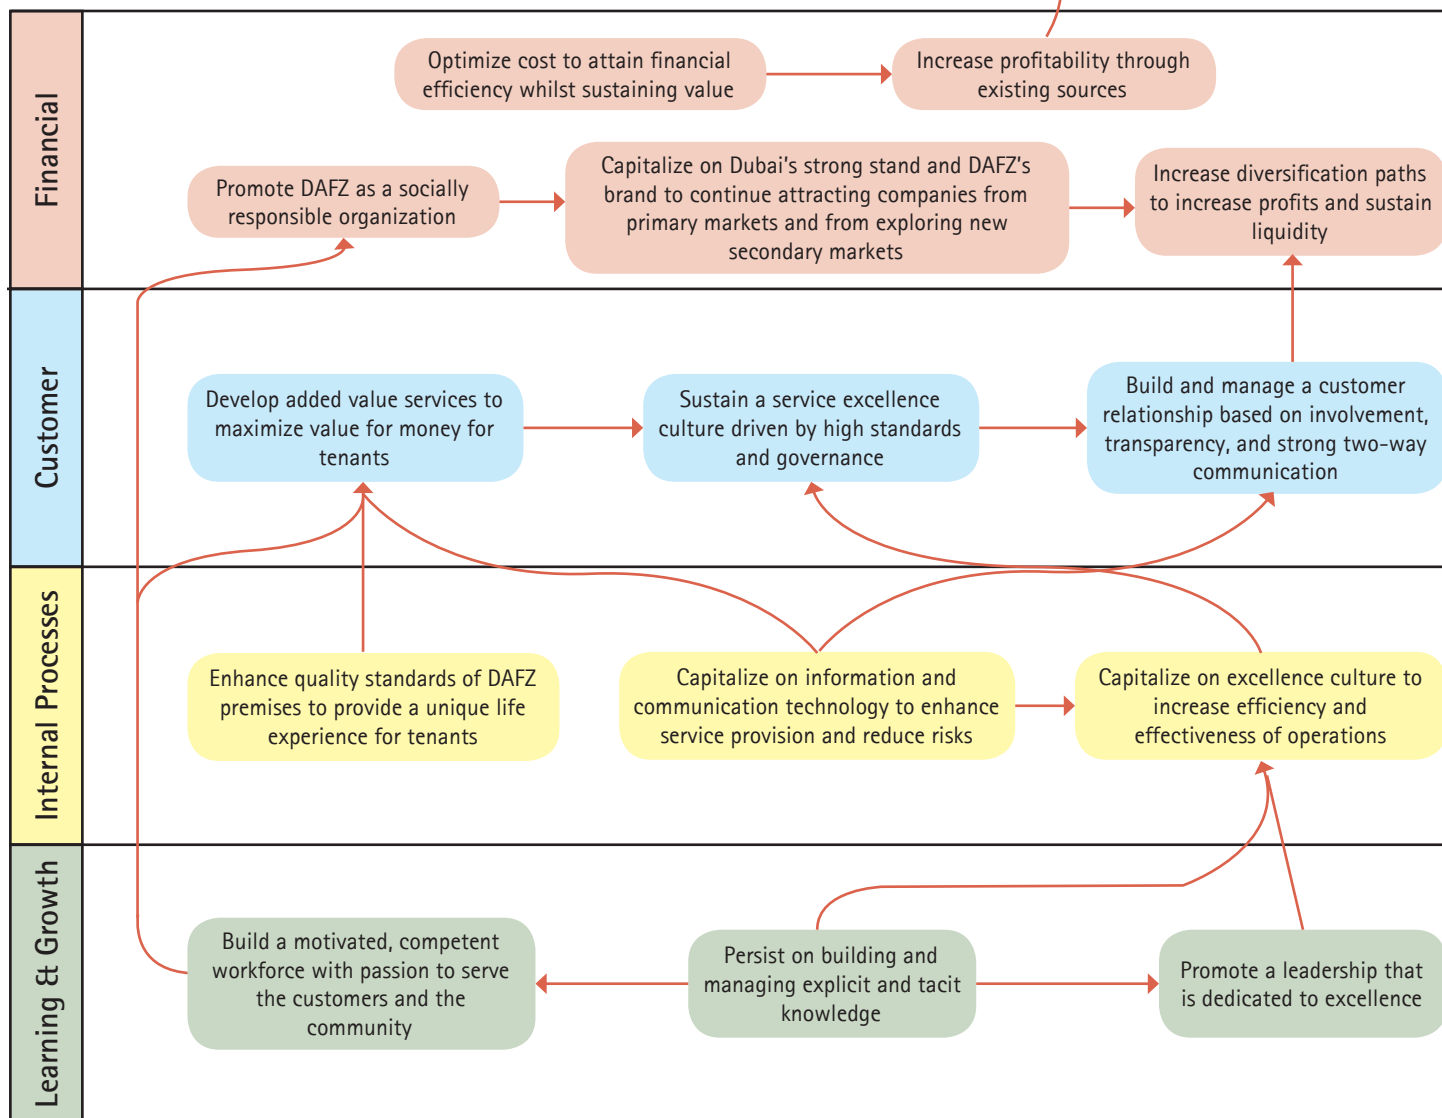 Financial
Optimize cost to attain financial
efficiency whilst sustaining value
Increase profitability through
existing sources
Promote DAFZ as a socially
responsible organization
Capitalize on Dubai's strong stand and DAFZ's
brand to continue attracting companies from
primary markets and from exploring new
secondary markets
Increase diversification paths
to increase profits and sustain
liquidity
Customer
Develop added value services to
maximize value for money for
tenants
Sustain a service excellence
culture driven by high standards
and governance
Build and manage a customer
relationship based on involvement,
transparency, and strong two-way
communication
Internal Processes
Enhance quality standards of DAFZ
premises to provide a unique life
experience for tenants
Capitalize on information and
communication technology to enhance
service provision and reduce risks
Capitalize on excellence culture to
increase efficiency and
effectiveness of operations
Learning & Growth
Build a motivated, competent
workforce with passion to serve
the customers and the
community
Persist on building and
managing explicit and tacit
knowledge
Promote a leadership that
is dedicated to excellence